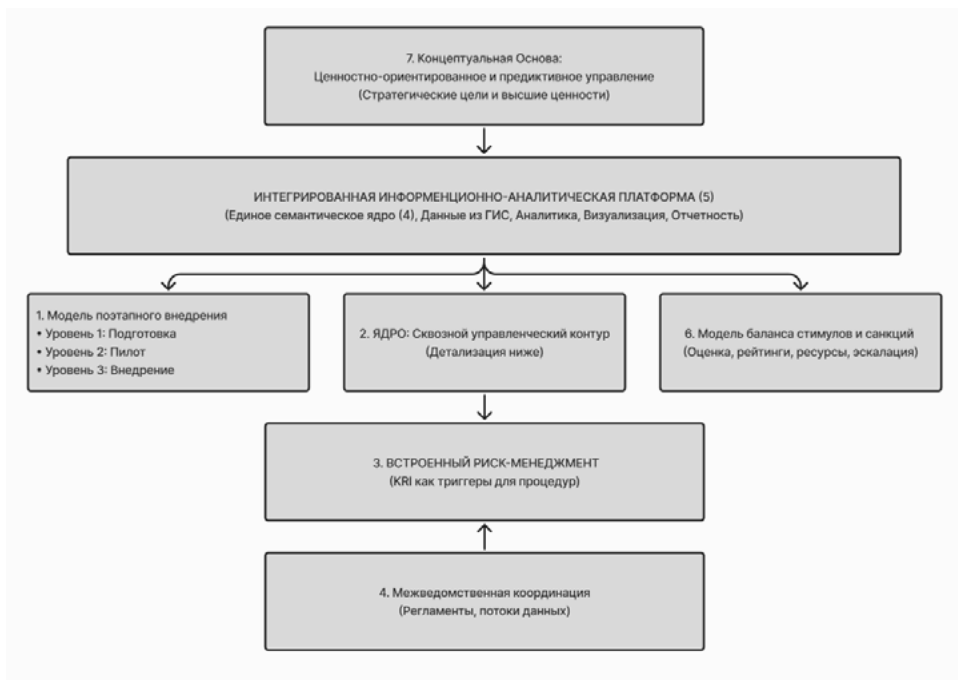 7. Концептуальная Основа:
Ценностно-ориентированное и предиктивное управление
(Стратегические цели и высшие ценности)
ИНТЕГРИРОВАННАЯ ИНФОРМЕНЦИОННО-АНАЛИТИЧЕСКАЯ ПЛАТФОРМА (5)
(Единое семантическое ядро (4), Данные из ГИС, Аналитика, Визуализация, Отчетность)
1. Модель поэтапного внедрения
• Уровень 1: Подготовка
• Уровень 2: Пилот
• Уровень 3: Внедрение
2. ЯДРО: Сквозной управленческий контур
(Детализация ниже)
6. Модель баланса стимулов и санкций
(Оценка, рейтинги, ресурсы, эскалация)
3. ВСТРОЕННЫЙ РИСК-МЕНЕДЖМЕНТ
(KRI как триггеры для процедур)
4. Межведомственная координация
(Регламенты, потоки данных)